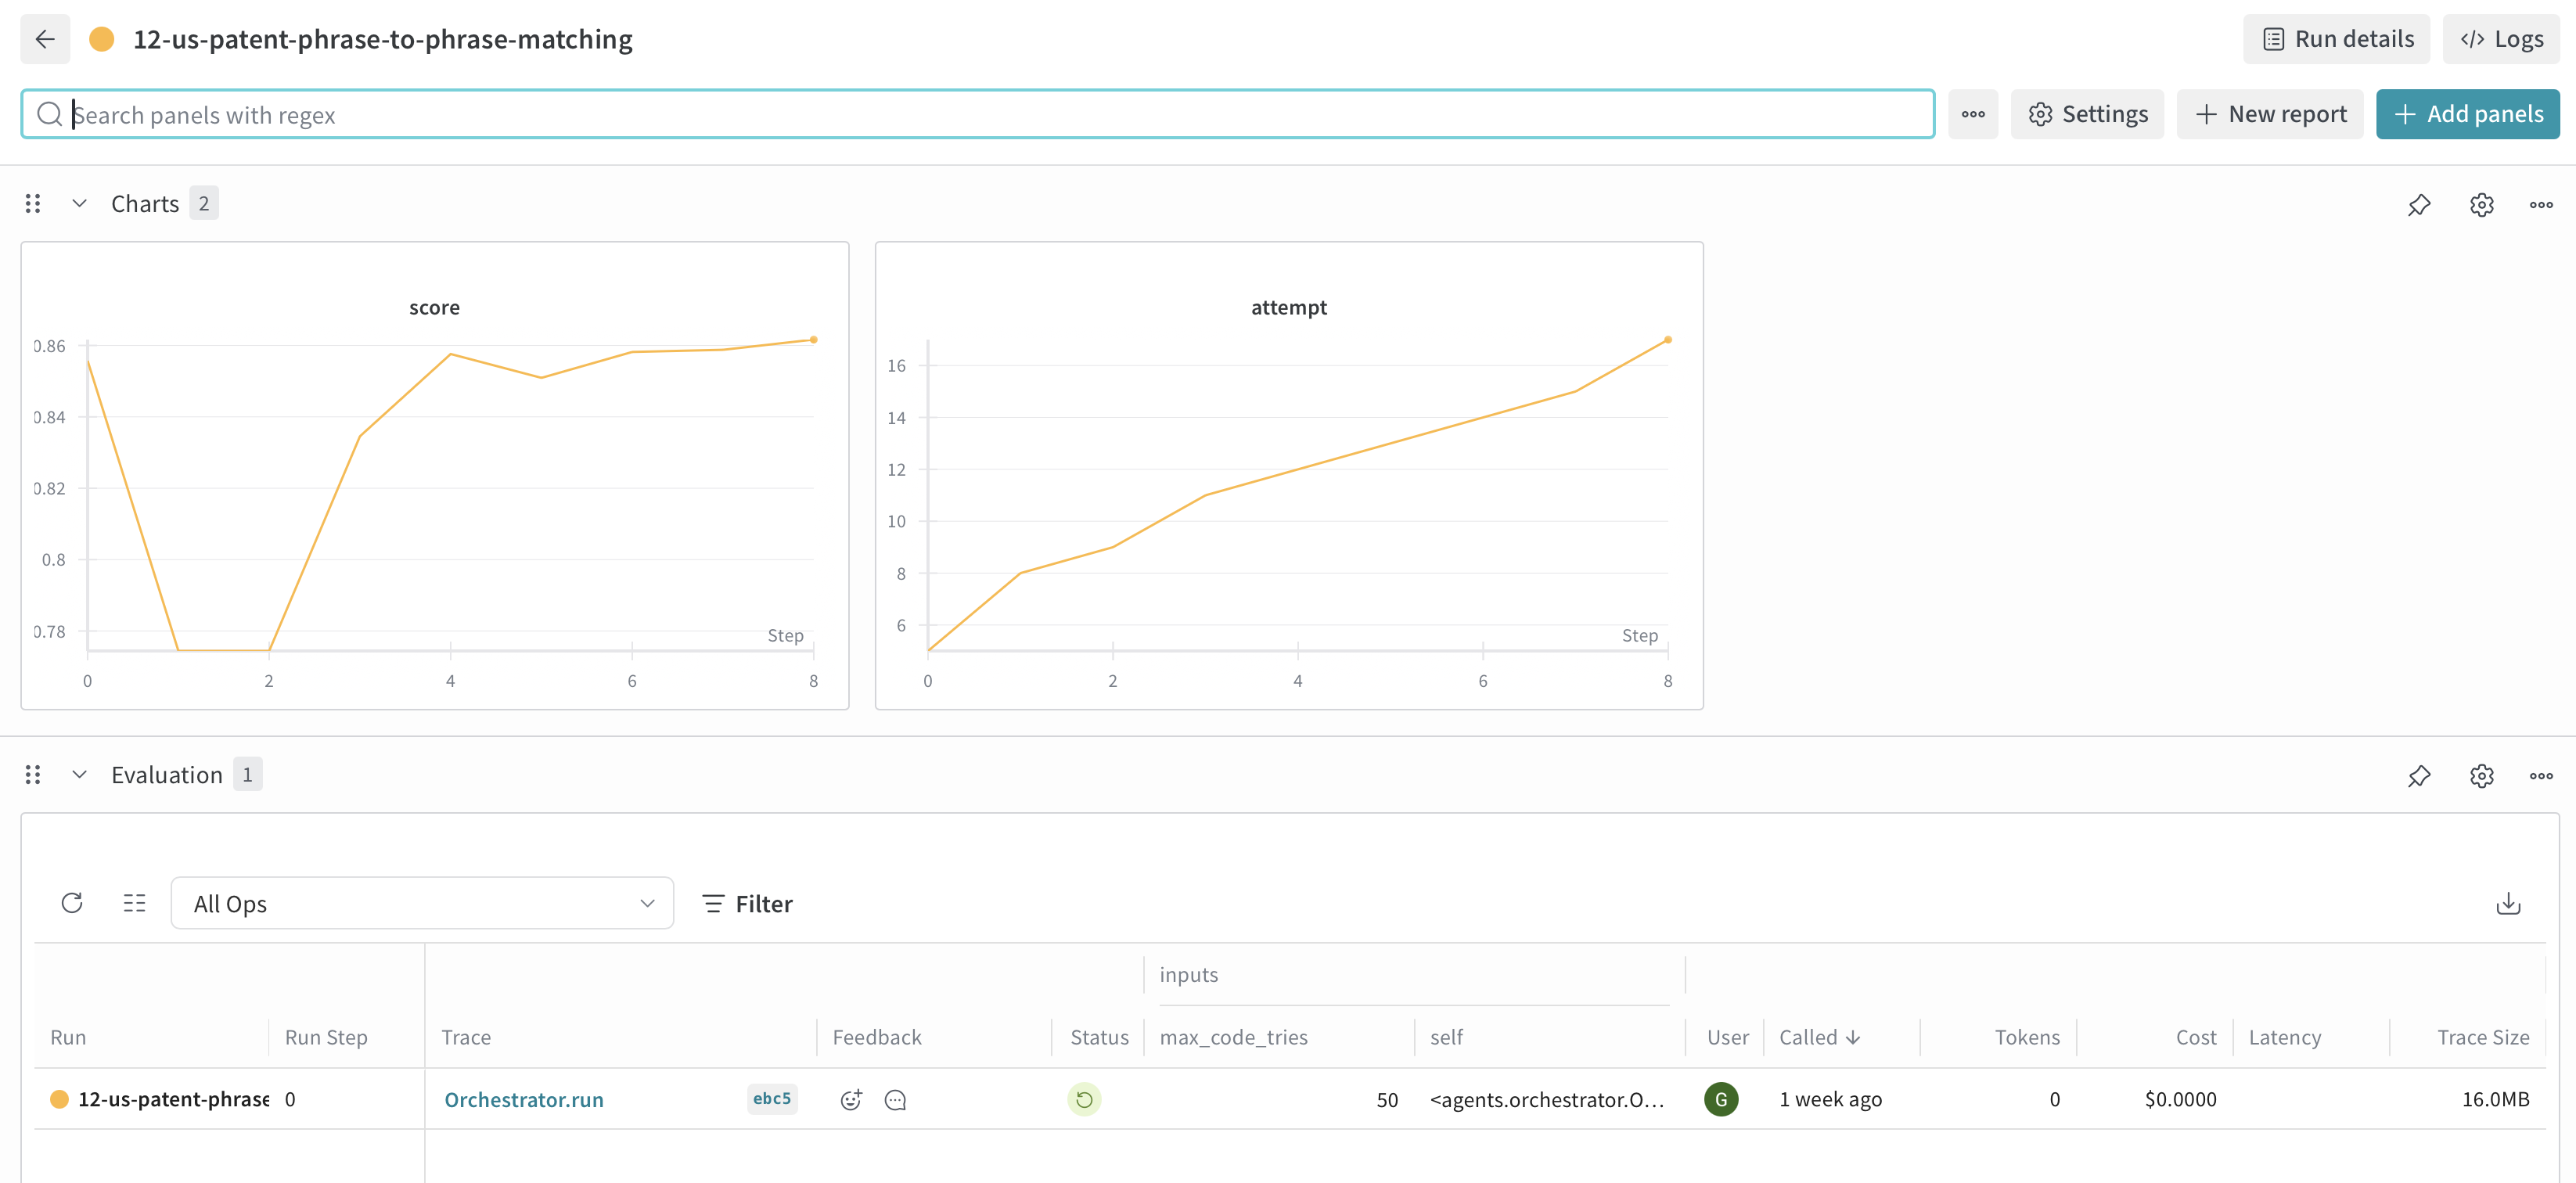 12-us-patent-phrase-to-phrase-matching
Run details
Logs
Search panels with regex
Settings
New report
Add panels
Charts 2
score
0.86
0.84
0.82
0.8
0.78
Step
0 2 4 6 8
attempt
16
14
12
10
8
6
Step
0 2 4 6 8
Evaluation 1
All Ops
Filter
inputs
Run Run Step Trace Feedback Status max_code_tries self User Called Tokens Cost Latency Trace Size
12-us-patent-phrase 0 Orchestrator.run ebc5 50 <agents.orchestrator.O... G 1 week ago 0 $0.0000 16.0MB